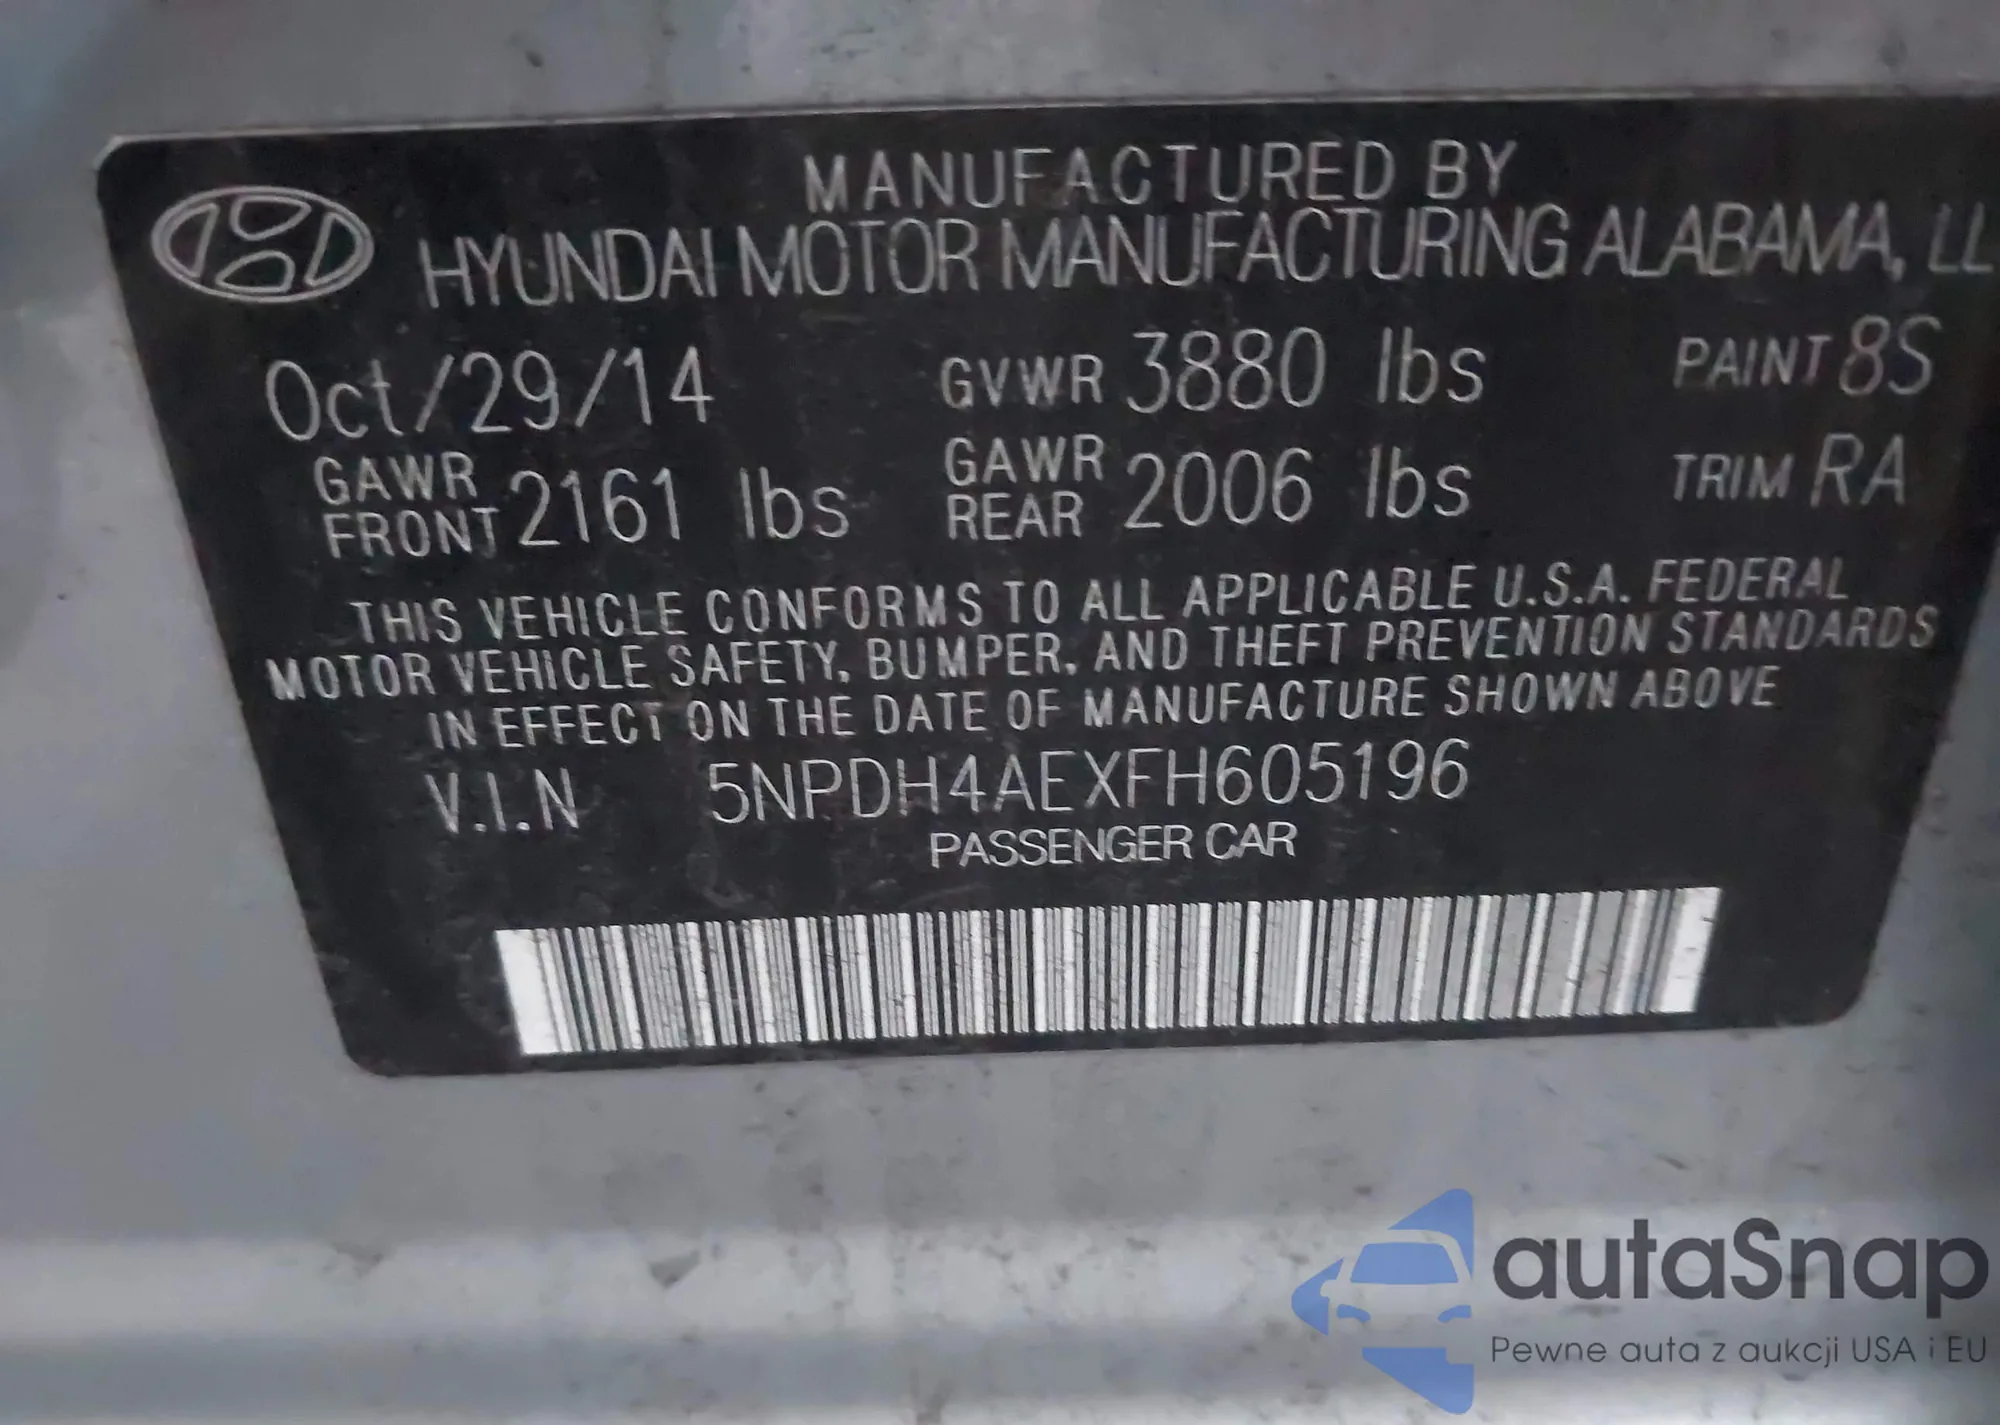 MANUFACTURED BY
HYUNDAI MOTOR MANUFACTURING ALABAMA, LL
Oct/29/14 GVWR 3880 lbs PAINT 8S
GAWR FRONT 2161 lbs GAWR REAR 2006 lbs TRIM RA
THIS VEHICLE CONFORMS TO ALL APPLICABLE U.S.A. FEDERAL
MOTOR VEHICLE SAFETY, BUMPER, AND THEFT PREVENTION STANDARDS
IN EFFECT ON THE DATE OF MANUFACTURE SHOWN ABOVE
V.I.N 5NPDH4AEXFH605196
PASSENGER CAR
autaSnap
Pewne auta z aukcji USA i EU